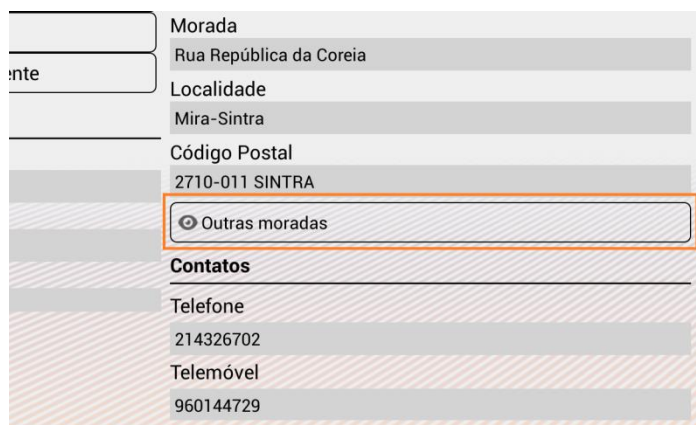 Morada
Rua República da Coreia
ente
Localidade
Mira-Sintra
Código Postal
2710-011 SINTRA
Outras moradas
Contatos
Telefone
214326702
Telemóvel
960144729